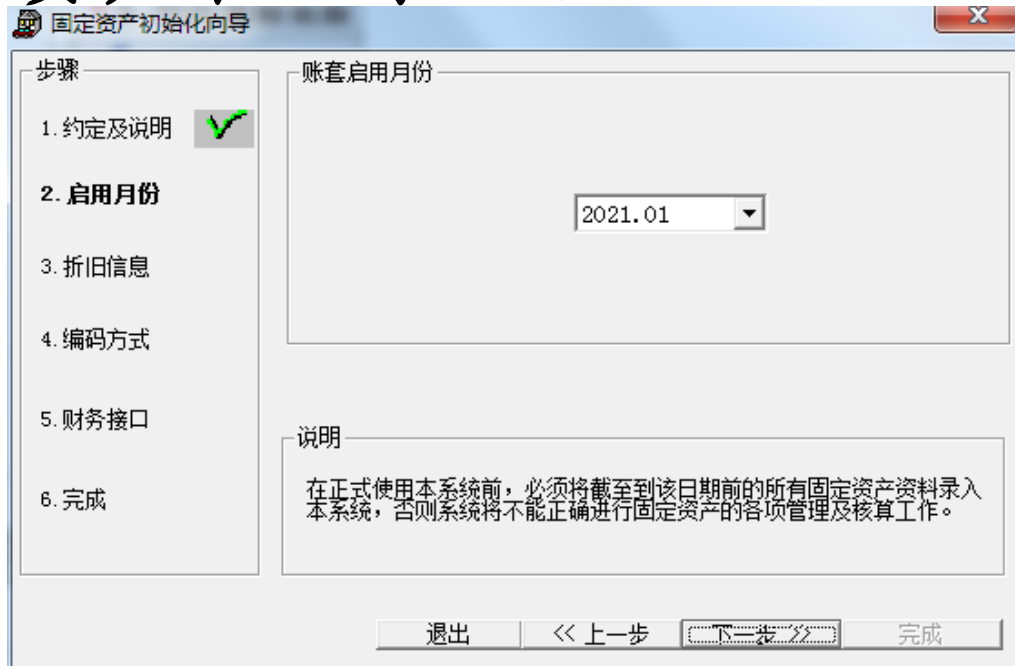 固定资产初始化向导
步骤
1.约定及说明
2.启用月份
3.折旧信息
4.编码方式
5.财务接口
6.完成
账套启用月份
2021.01
说明
在正式使用本系统前，必须将截至到该日期前的所有固定资产资料录入
本系统，否则系统将不能正确进行固定资产的各项管理及核算工作。
退出
<< 上一步
下一步 >>
完成